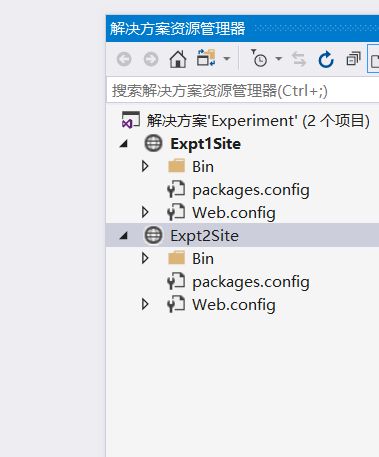 解决方案资源管理器
搜索解决方案资源管理器(Ctrl+;)
解决方案'Experiment' (2 个项目)
Expt1Site
Bin
packages.config
Web.config
Expt2Site
Bin
packages.config
Web.config